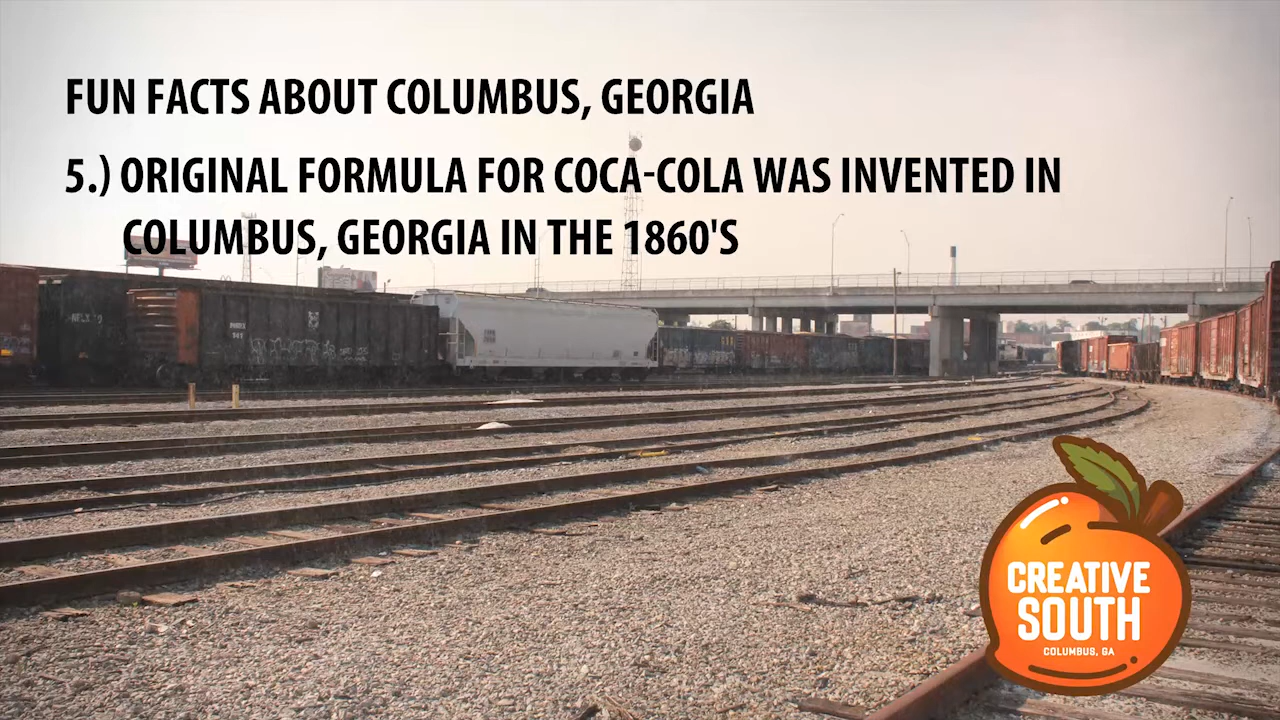 FUN FACTS ABOUT COLUMBUS, GEORGIA
5.) ORIGINAL FORMULA FOR COCA-COLA WAS INVENTED IN
COLUMBUS, GEORGIA IN THE 1860'S
CREATIVE
SOUTH
COLUMBUS, GA